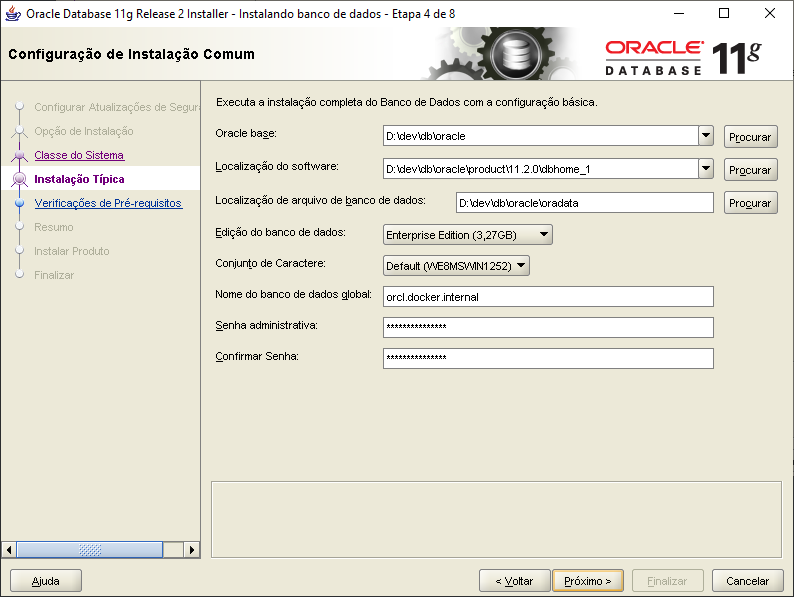 Oracle Database 11g Release 2 Installer - Instalando banco de dados - Etapa 4 de 8
Configuração de Instalação Comum
ORACLE
DATABASE 11g
Configurar Atualizações de Segur
Opção de Instalação
Classe do Sistema
Instalação Típica
Verificações de Pré-requisitos
Resumo
Instalar Produto
Finalizar
Executa a instalação completa do Banco de Dados com a configuração básica.
Oracle base: D:\dev\db\oracle Procurar
Localização do software: D:\dev\db\oracle\product\11.2.0\dbhome_1 Procurar
Localização de arquivo de banco de dados: D:\dev\db\oracle\oradata Procurar
Edição do banco de dados: Enterprise Edition (3,27GB)
Conjunto de Caractere: Default (WE8MSWIN1252)
Nome do banco de dados global: orcl.docker.internal
Senha administrativa: **************
Confirmar Senha: **************
Ajuda < Voltar Próximo > Finalizar Cancelar